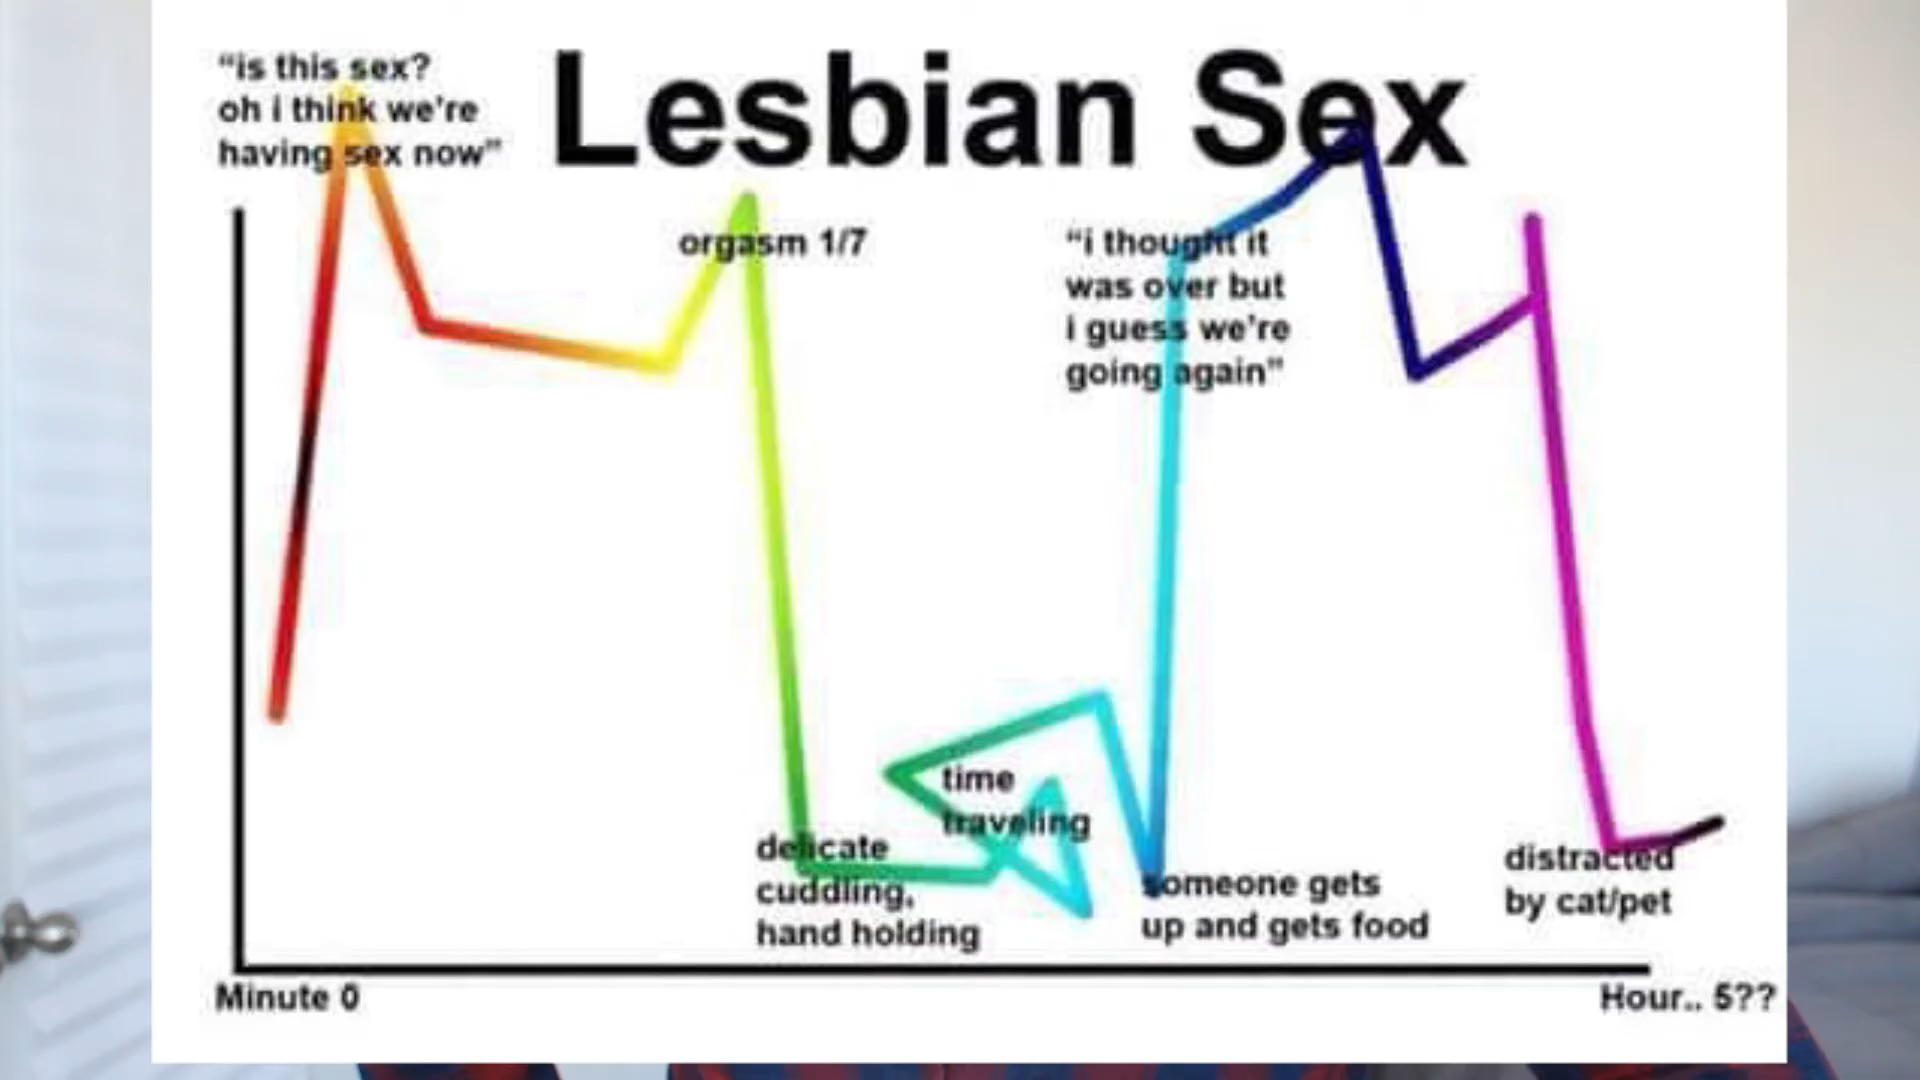 Lesbian Sex
“is this sex?
oh i think we’re
having sex now”
orgasm 1/7
“i thought it
was over but
i guess we’re
going again”
time
traveling
delicate
cuddling,
hand holding
someone gets
up and gets food
distracted
by cat/pet
Minute 0
Hour.. 5??